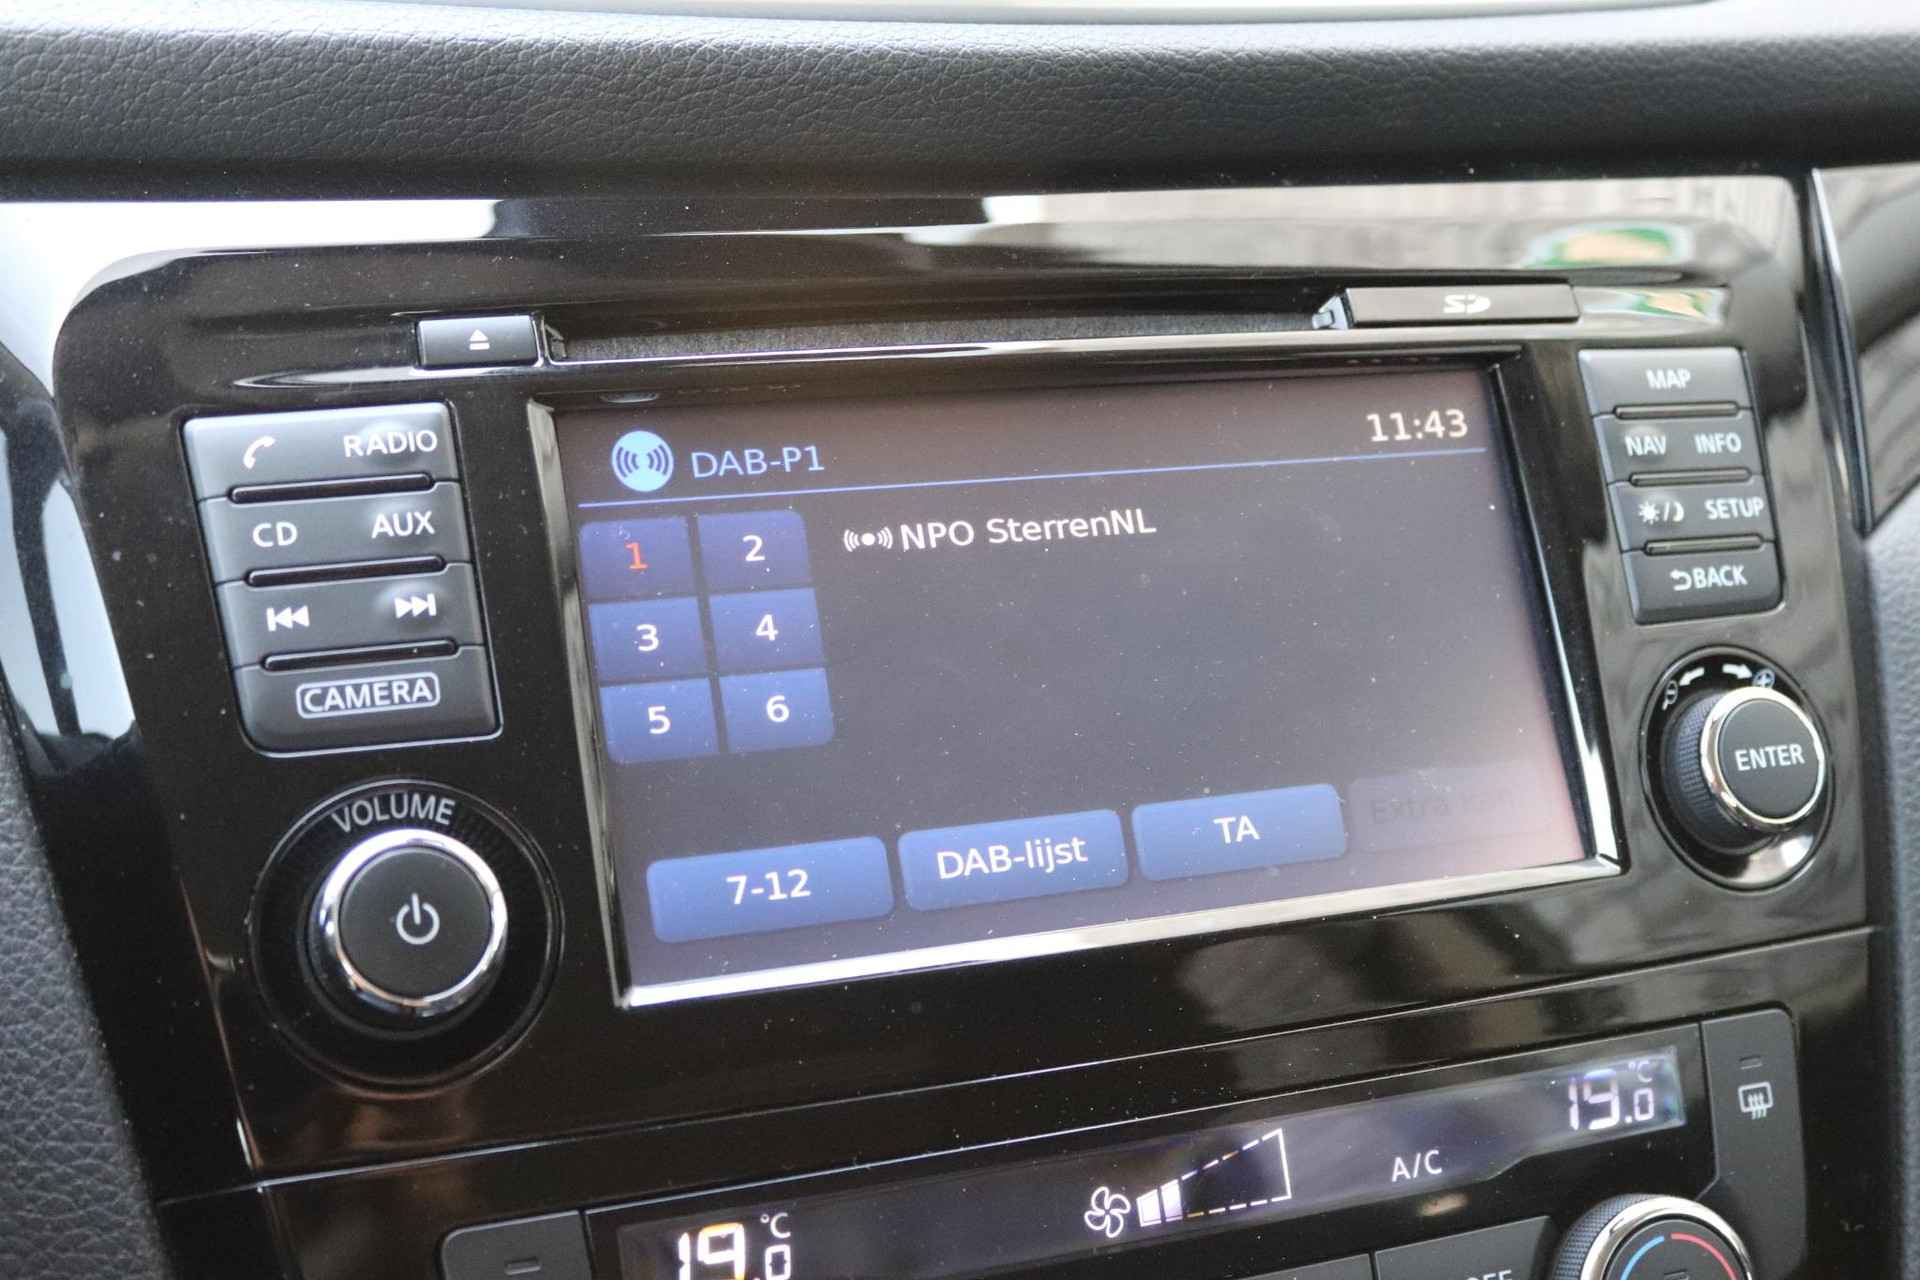 SD
MAP
RADIO
DAB-P1
11:43
NAV INFO
CD AUX
1 2
NPO SterrenNL
SETUP
3 4
BACK
CAMERA
5 6
ENTER
VOLUME
7-12
DAB-lijst
TA
19.0 °C
A/C
19.0 °C